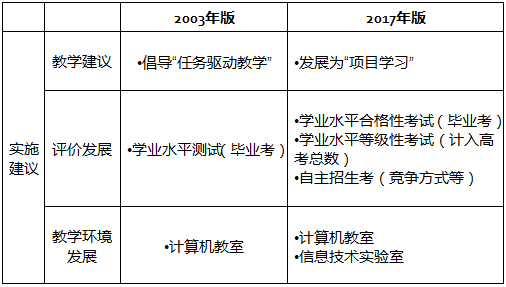 2003年版
2017年版
实施
建议
教学建议
•倡导“任务驱动教学”
•发展为“项目学习”
评价发展
•学业水平测试（毕业考）
•学业水平合格性考试（毕业考）
•学业水平等级性考试（计入高
考总数）
•自主招生考（竞争方式等）
教学环境
发展
•计算机教室
•计算机教室
•信息技术实验室